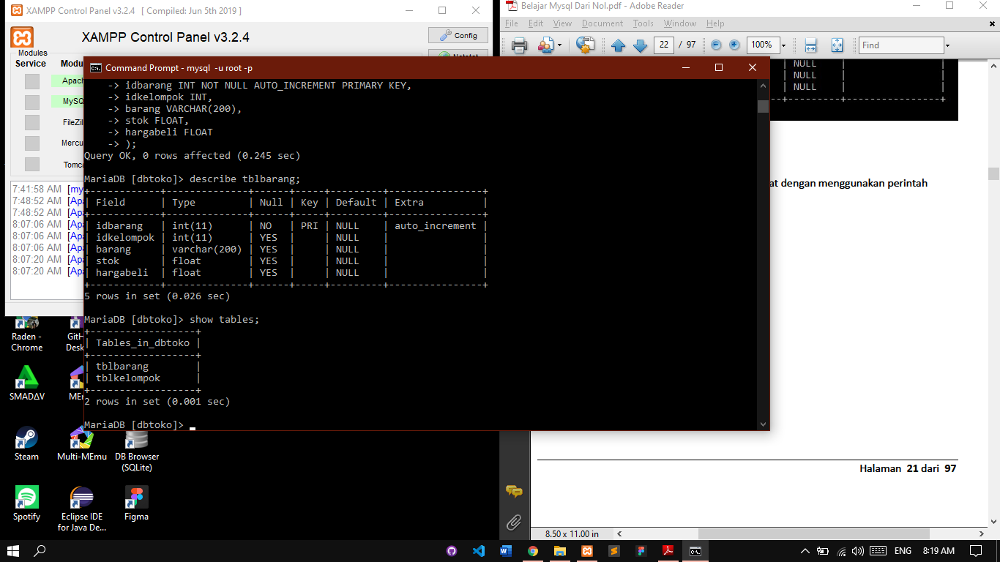 XAMPP Control Panel v3.2.4 [ Compiled: Jun 5th 2019 ]
XAMPP Control Panel v3.2.4
Config
Modules
Service
Apach
MySQ
FileZil
Mercu
Tomca
7:41:58 AM [my
7:48:52 AM [Ap
7:48:52 AM [Ap
8:07:06 AM [Ap
8:07:06 AM [Ap
8:07:06 AM [Ap
8:07:20 AM [Ap
8:07:20 AM [Ap
Belajar Mysql Dari Nol.pdf - Adobe Reader
File Edit View Document Tools Window Help
22 / 97 100% Find
| NULL | |
| NULL | |
| NULL | |
--+---------+----------------+
at dengan menggunakan perintah
Halaman 21 dari 97
8.50 x 11.00 in
Command Prompt - mysql -u root -p
-> idbarang INT NOT NULL AUTO_INCREMENT PRIMARY KEY,
-> idkelompok INT,
-> barang VARCHAR(200),
-> stok FLOAT,
-> hargabeli FLOAT
-> );
Query OK, 0 rows affected (0.245 sec)
MariaDB [dbtoko]> describe tblbarang;
+------------+--------------+------+-----+---------+----------------+
| Field | Type | Null | Key | Default | Extra |
+------------+--------------+------+-----+---------+----------------+
| idbarang | int(11) | NO | PRI | NULL | auto_increment |
| idkelompok | int(11) | YES | | NULL | |
| barang | varchar(200) | YES | | NULL | |
| stok | float | YES | | NULL | |
| hargabeli | float | YES | | NULL | |
+------------+--------------+------+-----+---------+----------------+
5 rows in set (0.026 sec)
MariaDB [dbtoko]> show tables;
+------------------+
| Tables_in_dbtoko |
+------------------+
| tblbarang |
| tblkelompok |
+------------------+
2 rows in set (0.001 sec)
MariaDB [dbtoko]>
Raden -
Chrome
GitH
Desk
SMADΔV
MEm
Steam
Multi-MEmu
DB Browser
(SQLite)
Spotify
Eclipse IDE
for Java De...
Figma
ENG 8:19 AM